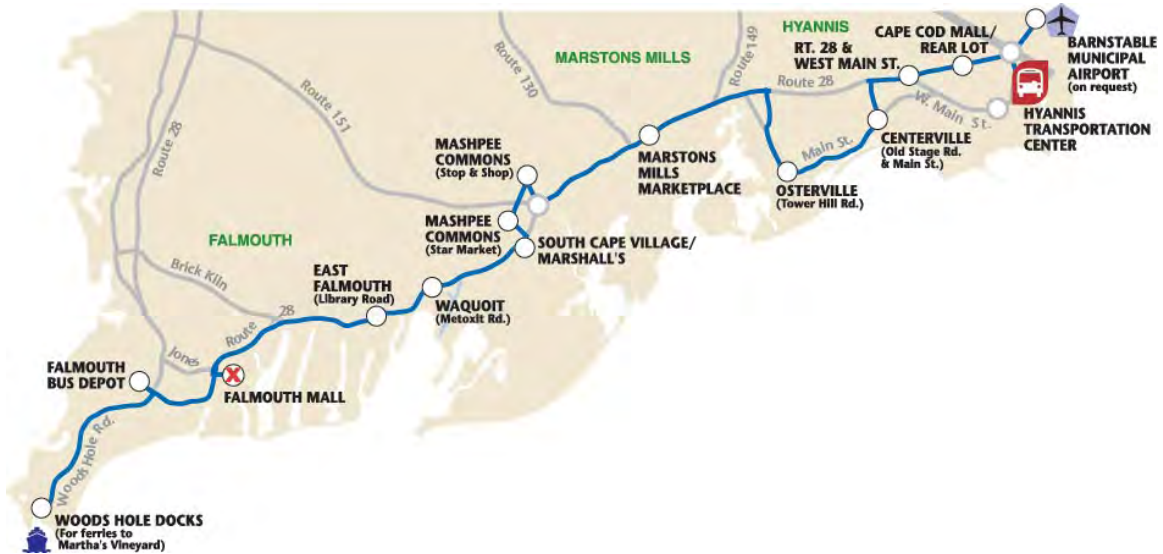 HYANNIS
CAPE COD MALL/
REAR LOT
RT. 28 &
WEST MAIN ST.
BARNSTABLE
MUNICIPAL
AIRPORT
(on request)
MARSTONS MILLS
Route 149
Route 28
Route 130
Route 28
Route 151
W. Main St.
HYANNIS
TRANSPORTATION
CENTER
MASHPEE
COMMONS
(Stop & Shop)
MARSTONS
MILLS
MARKETPLACE
Main St.
CENTERVILLE
(Old Stage Rd.
& Main St.)
OSTERVILLE
(Tower Hill Rd.)
MASHPEE
COMMONS
(Star Market)
SOUTH CAPE VILLAGE/
MARSHALL'S
FALMOUTH
Brick Kiln
EAST
FALMOUTH
(Library Road)
WAQUOIT
(Metoxit Rd.)
Route 28
Jones
FALMOUTH
BUS DEPOT
FALMOUTH MALL
Woods Hole Rd.
WOODS HOLE DOCKS
(For ferries to
Martha's Vineyard)